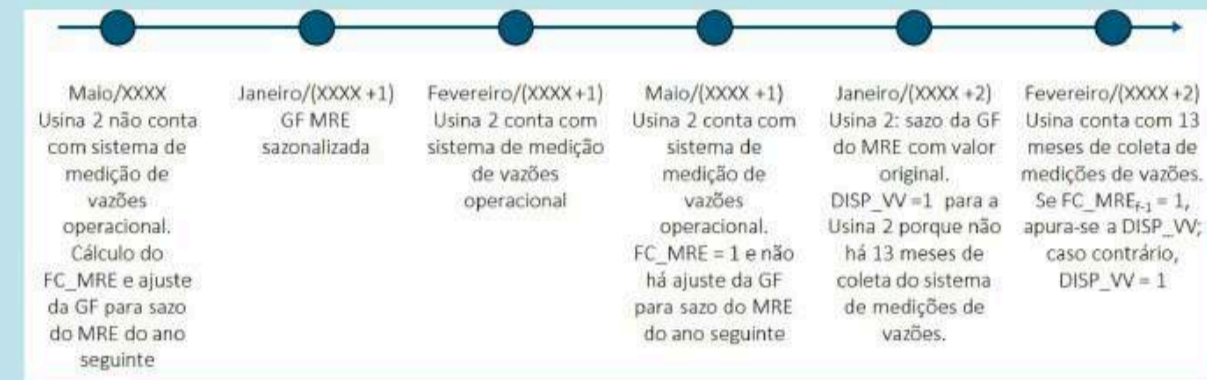 Maio/XXXX
Usina 2 não conta
com sistema de
medição de
vazões
operacional.
Cálculo do
FC_MRE e ajuste
da GF para sazo
do MRE do ano
seguinte
Janeiro/(XXXX +1)
GF MRE
sazonalizada
Fevereiro/(XXXX +1)
Usina 2 conta com
sistema de medição
de vazões
operacional
Maio/(XXXX +1)
Usina 2 conta com
sistema de
medição de
vazões
operacional.
FC_MRE = 1 e não
há ajuste da GF
para sazo do MRE
do ano seguinte
Janeiro/(XXXX +2)
Usina 2: sazo da GF
do MRE com valor
original.
DISP_VV =1 para a
Usina 2 porque não
há 13 meses de
coleta do sistema
de medições de
vazões.
Fevereiro/(XXXX +2)
Usina conta com 13
meses de coleta de
medições de vazões.
Se FC_MRE f-1 = 1,
apura-se a DISP_VV;
caso contrário,
DISP_VV = 1